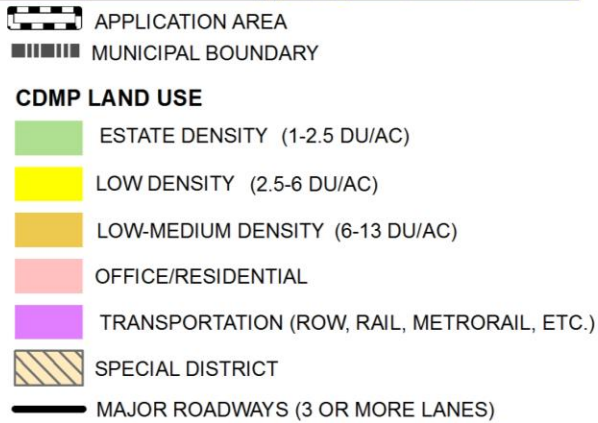 APPLICATION AREA
MUNICIPAL BOUNDARY
CDMP LAND USE
ESTATE DENSITY (1-2.5 DU/AC)
LOW DENSITY (2.5-6 DU/AC)
LOW-MEDIUM DENSITY (6-13 DU/AC)
OFFICE/RESIDENTIAL
TRANSPORTATION (ROW, RAIL, METRORAIL, ETC.)
SPECIAL DISTRICT
MAJOR ROADWAYS (3 OR MORE LANES)